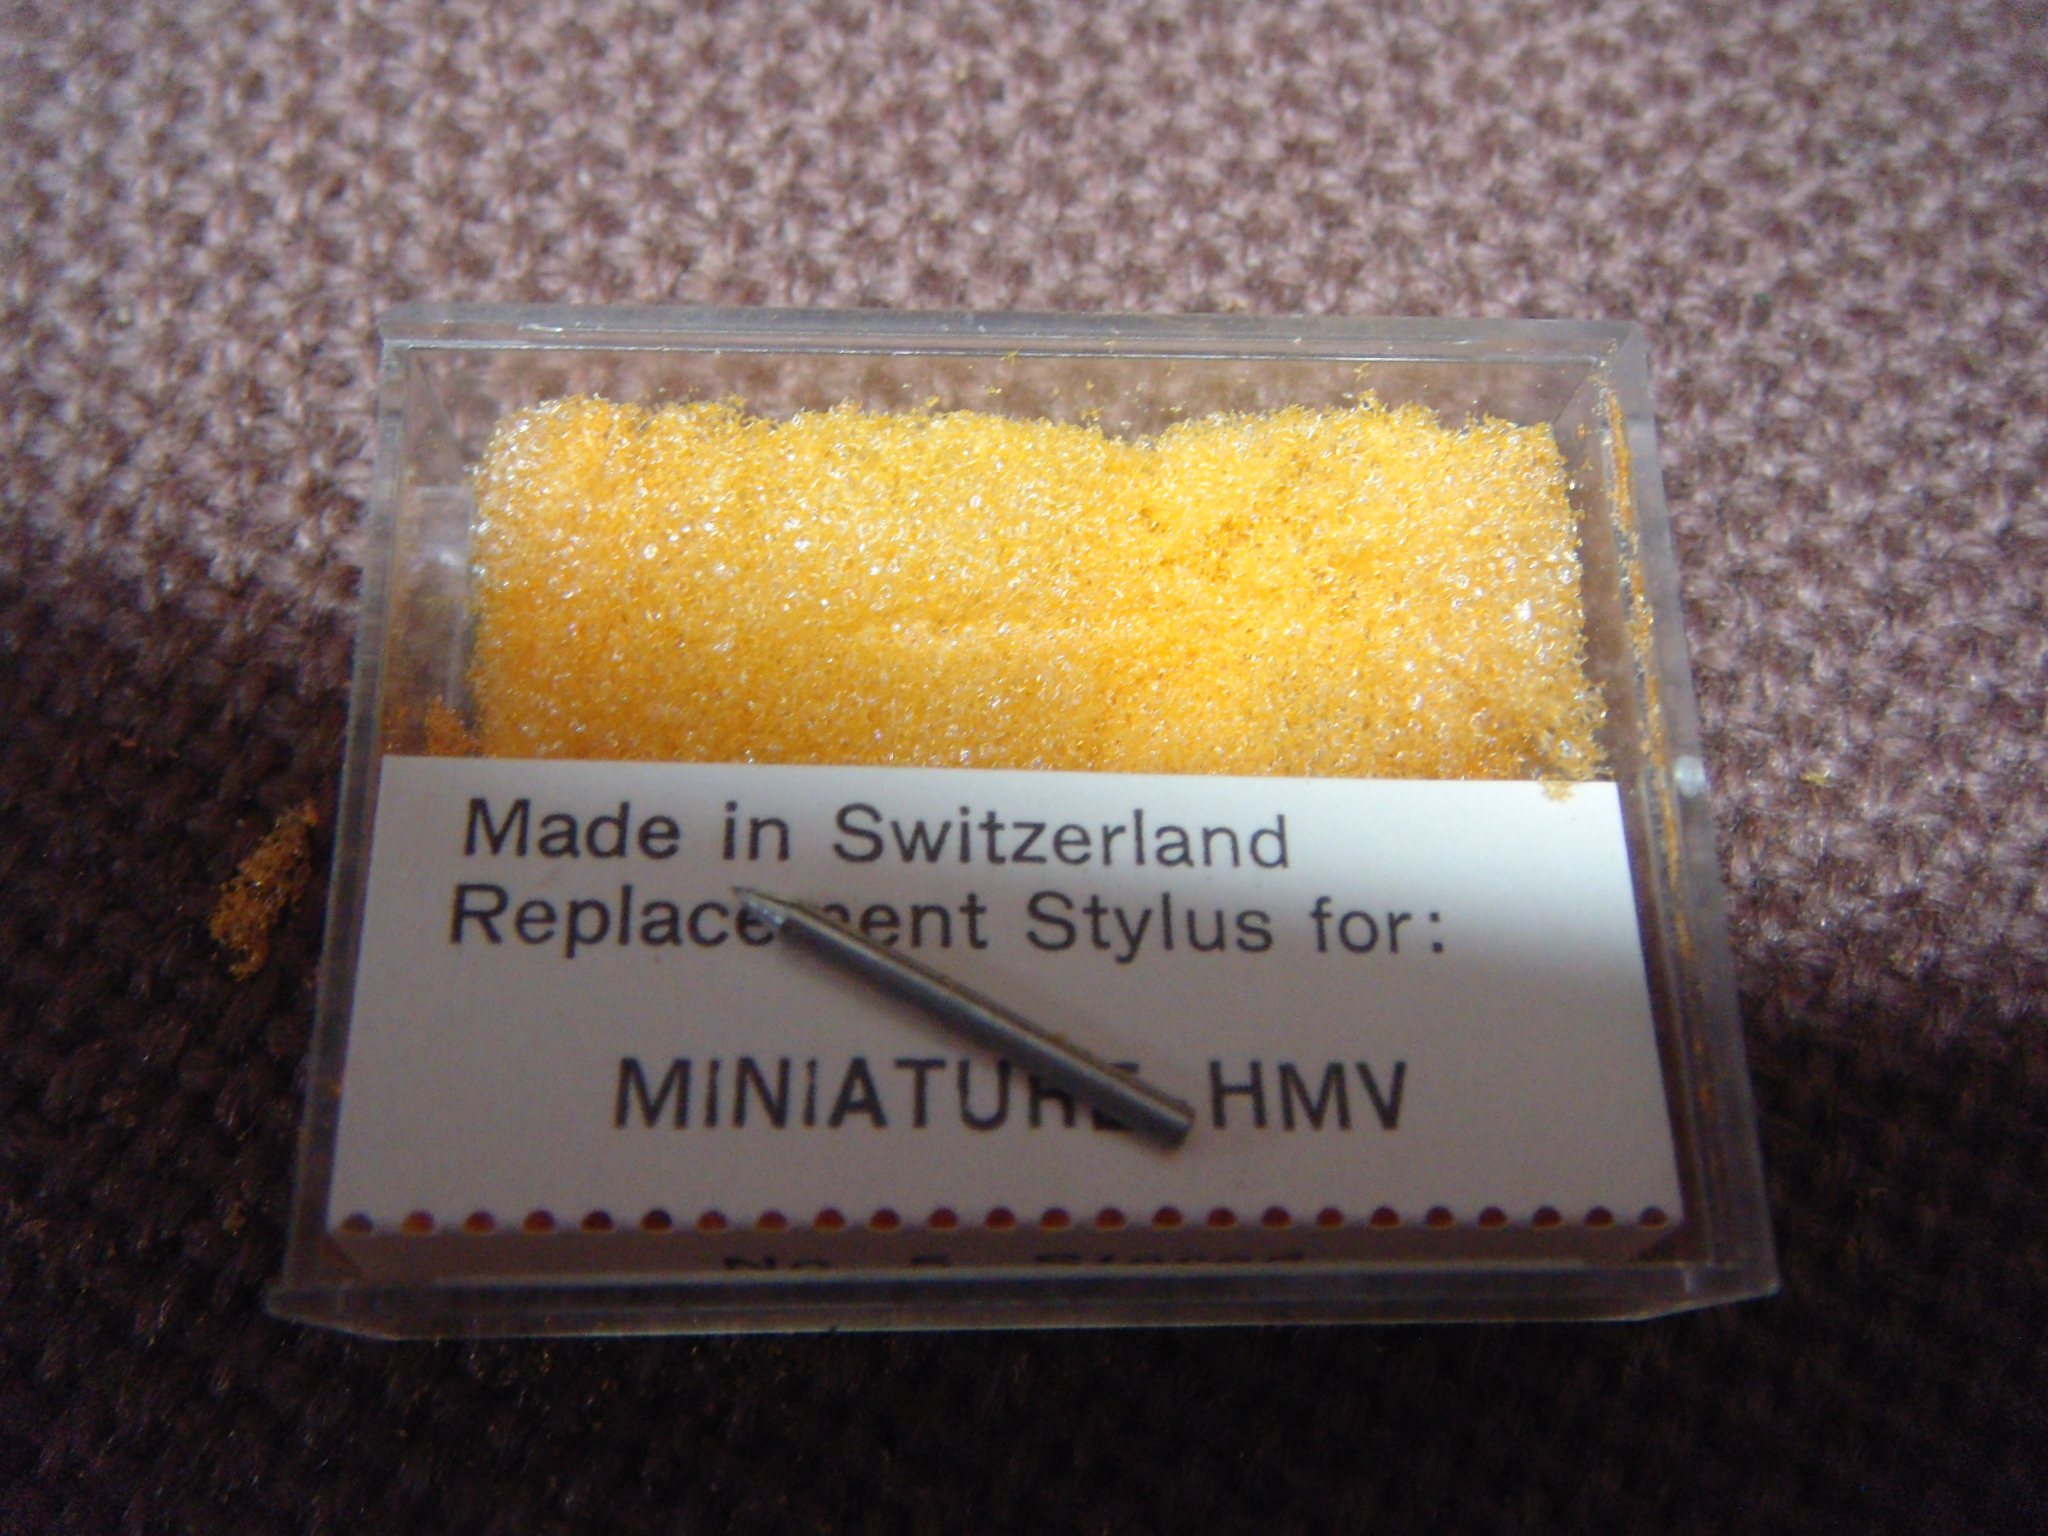 Made in Switzerland
Replacement Stylus for:
MINIATURE HMV